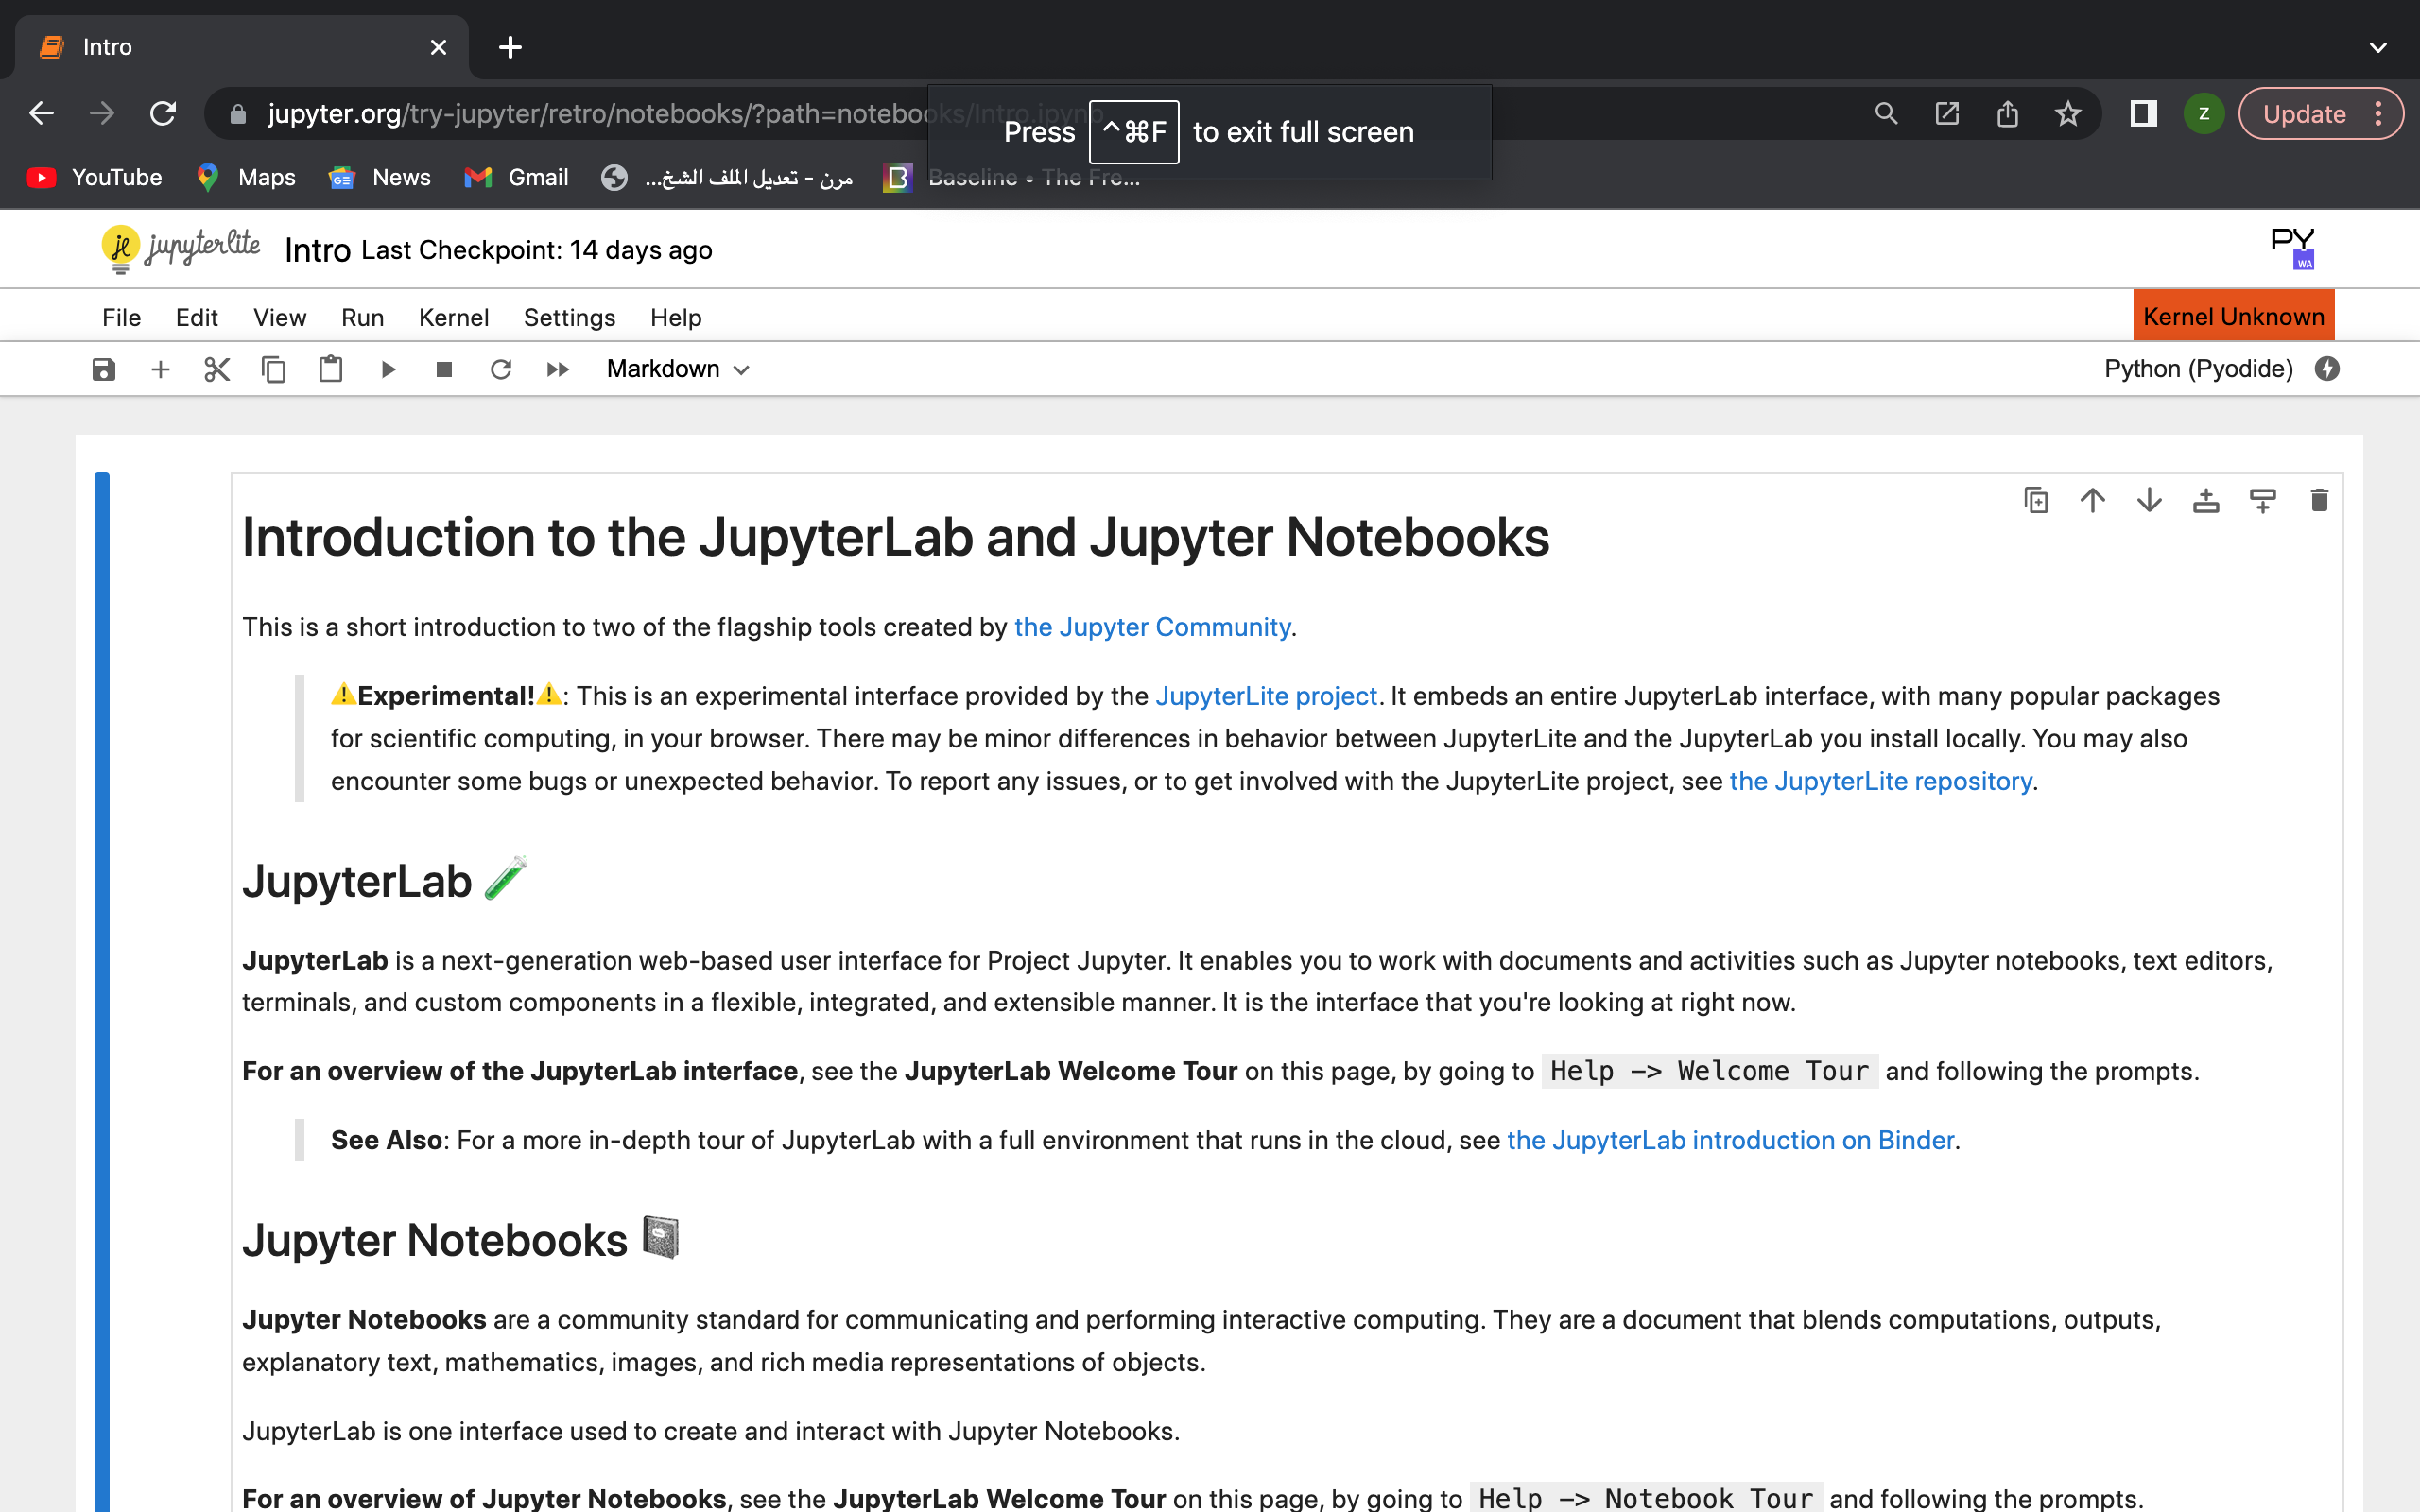 Intro
jupyter.org/try-jupyter/retro/notebooks/?path=notebooks/Intro.ipynb
Press ^⌘F to exit full screen
Z
Update
YouTube
Maps
News
Gmail
مرن - تعديل الملف الشخ...
Baseline • The Fre...
jupyterlite
Intro Last Checkpoint: 14 days ago
PY
WA
File Edit View Run Kernel Settings Help
Kernel Unknown
Markdown
Python (Pyodide)
Introduction to the JupyterLab and Jupyter Notebooks
This is a short introduction to two of the flagship tools created by the Jupyter Community.
⚠️Experimental!⚠️: This is an experimental interface provided by the JupyterLite project. It embeds an entire JupyterLab interface, with many popular packages
for scientific computing, in your browser. There may be minor differences in behavior between JupyterLite and the JupyterLab you install locally. You may also
encounter some bugs or unexpected behavior. To report any issues, or to get involved with the JupyterLite project, see the JupyterLite repository.
JupyterLab 🧪
JupyterLab is a next-generation web-based user interface for Project Jupyter. It enables you to work with documents and activities such as Jupyter notebooks, text editors,
terminals, and custom components in a flexible, integrated, and extensible manner. It is the interface that you're looking at right now.
For an overview of the JupyterLab interface, see the JupyterLab Welcome Tour on this page, by going to Help -> Welcome Tour and following the prompts.
See Also: For a more in-depth tour of JupyterLab with a full environment that runs in the cloud, see the JupyterLab introduction on Binder.
Jupyter Notebooks 📓
Jupyter Notebooks are a community standard for communicating and performing interactive computing. They are a document that blends computations, outputs,
explanatory text, mathematics, images, and rich media representations of objects.
JupyterLab is one interface used to create and interact with Jupyter Notebooks.
For an overview of Jupyter Notebooks, see the JupyterLab Welcome Tour on this page, by going to Help -> Notebook Tour and following the prompts.